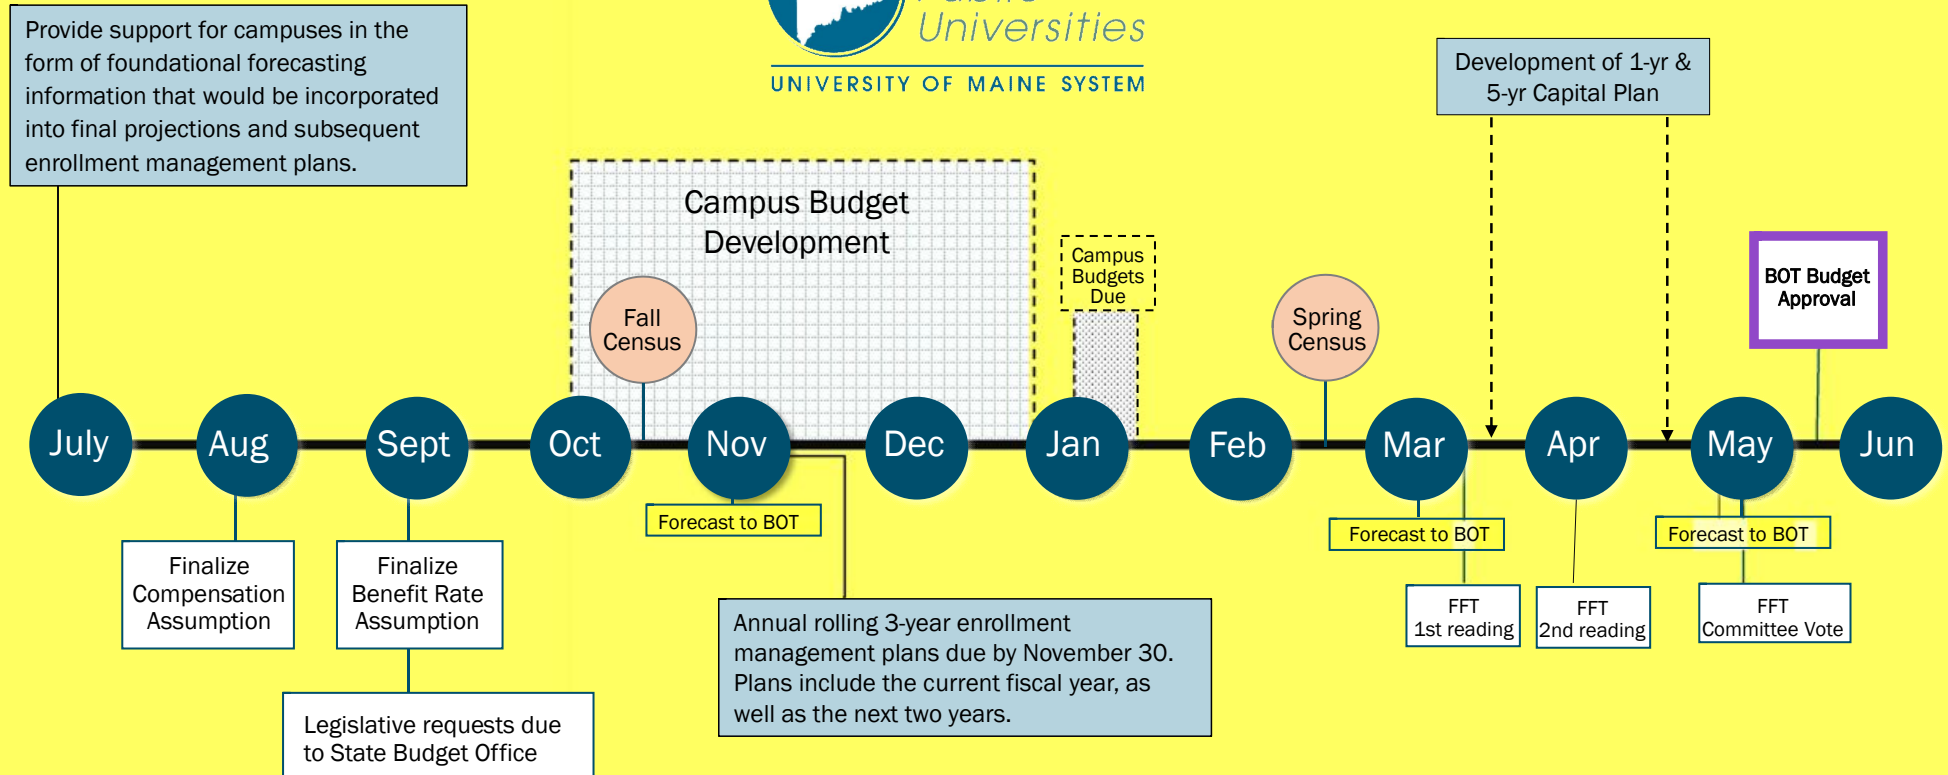 Provide support for campuses in the
form of foundational forecasting
information that would be incorporated
into final projections and subsequent
enrollment management plans.
Universities
UNIVERSITY OF MAINE SYSTEM
Development of 1-yr &
5-yr Capital Plan
Campus Budget
Development
Campus
Budgets
Due
BOT Budget
Approval
Fall
Census
Spring
Census
July
Aug
Sept
Oct
Nov
Dec
Jan
Feb
Mar
Apr
May
Jun
Forecast to BOT
Forecast to BOT
Forecast to BOT
Finalize
Compensation
Assumption
Finalize
Benefit Rate
Assumption
FFT
1st reading
FFT
2nd reading
FFT
Committee Vote
Annual rolling 3-year enrollment
management plans due by November 30.
Plans include the current fiscal year, as
well as the next two years.
Legislative requests due
to State Budget Office